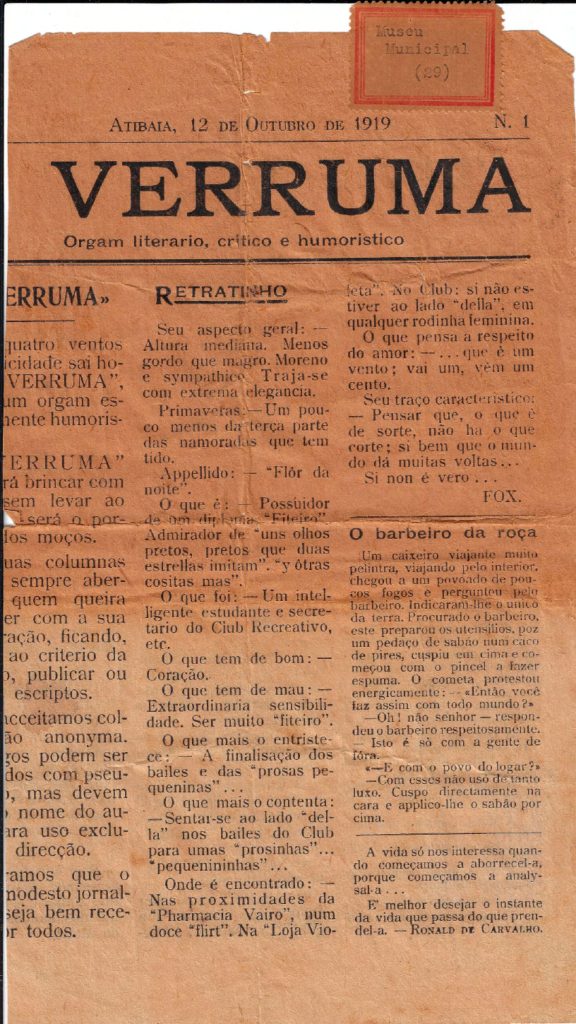 Museu
Municipal
(29)
ATIBAIA, 12 DE OUTUBRO DE 1919 N. 1
VERRUMA
Orgam literario, critico e humoristico
ERRUMA»
quatro ventos
icidade sai ho-
VERRUMA",
um orgam es-
mente humoris-
ERRUMA"
rá brincar com
sem levar ao
será o por-
los moços.
uas columnas
sempre aber-
quem queira
er com a sua
ração, ficando,
ao criterio da
o, publicar ou
escriptos.
acceitamos col-
ão anonyma.
gos podem ser
dos com pseu-
o, mas devem
o nome do au-
ara uso exclu-
direcção.
ramos que o
modesto jornal-
seja bem rece-
or todos.
RETRATINHO
Seu aspecto geral: —
Altura mediana. Menos
gordo que magro. Moreno
e sympathico. Traja-se
com extrema elegancia.
Primaveras:—Um pou-
co menos da terça parte
das namoradas que tem
tido.
Appellido: — "Flôr da
noite".
O que é: — Possuidor
de um diploma "Fiteiro".
Admirador de "uns olhos
pretos, pretos que duas
estrellas imitam". "y ôtras
cositas mas".
O que foi: — Um intel-
ligente estudante e secre-
tario do Club Recreativo,
etc.
O que tem de bom: —
Coração.
O que tem de mau: —
Extraordinaria sensibili-
dade. Ser muito "fiteiro".
O que mais o entriste-
ce: — A finalisação dos
bailes e das "prosas pe-
queninas"...
O que mais o contenta:
—Sentar-se ao lado "del-
la" nos bailes do Club
para umas "prosinhas"...
"pequenininhas"...
Onde é encontrado: —
Nas proximidades da
"Pharmacia Vairo", num
doce "flirt". Na "Loja Vio-
leta". No Club: si não es-
tiver ao lado "della", em
qualquer rodinha feminina.
O que pensa a respeito
do amor: —...que é um
vento; vai um, vêm um
cento.
Seu traço caracteristico:
— Pensar que, o que é
de sorte, não ha o que
corte; si bem que o mun-
do dá muitas voltas...
Si non é vero...
FOX.
O barbeiro da roça
Um caixeiro viajante muito
pelintra, viajando pelo interior,
chegou a um povoado de pou-
cos fogos e perguntou pelo
barbeiro. Indicaram-lhe o unico
da terra. Procurado o barbeiro,
este preparou os utensilios, poz
um pedaço de sabão num caco
de pires, cuspiu em cima e co-
meçou com o pincel a fazer
espuma. O cometa protestou
energicamente: — «Então você
faz assim com todo mundo?»
—Oh! não senhor — respon-
deu o barbeiro respeitosamente.
— Isto é só com a gente de
fóra.
«—E com o povo do logar?»
—Com esses não uso de tanto
luxo. Cuspo directamente na
cara e applico-lhe o sabão por
cima.
A vida só nos interessa quan-
do começamos a aborrecel-a,
porque começamos a analy-
sal-a...
E' melhor desejar o instante
da vida que passa do que pren-
del-a. — RONALD DE CARVALHO.